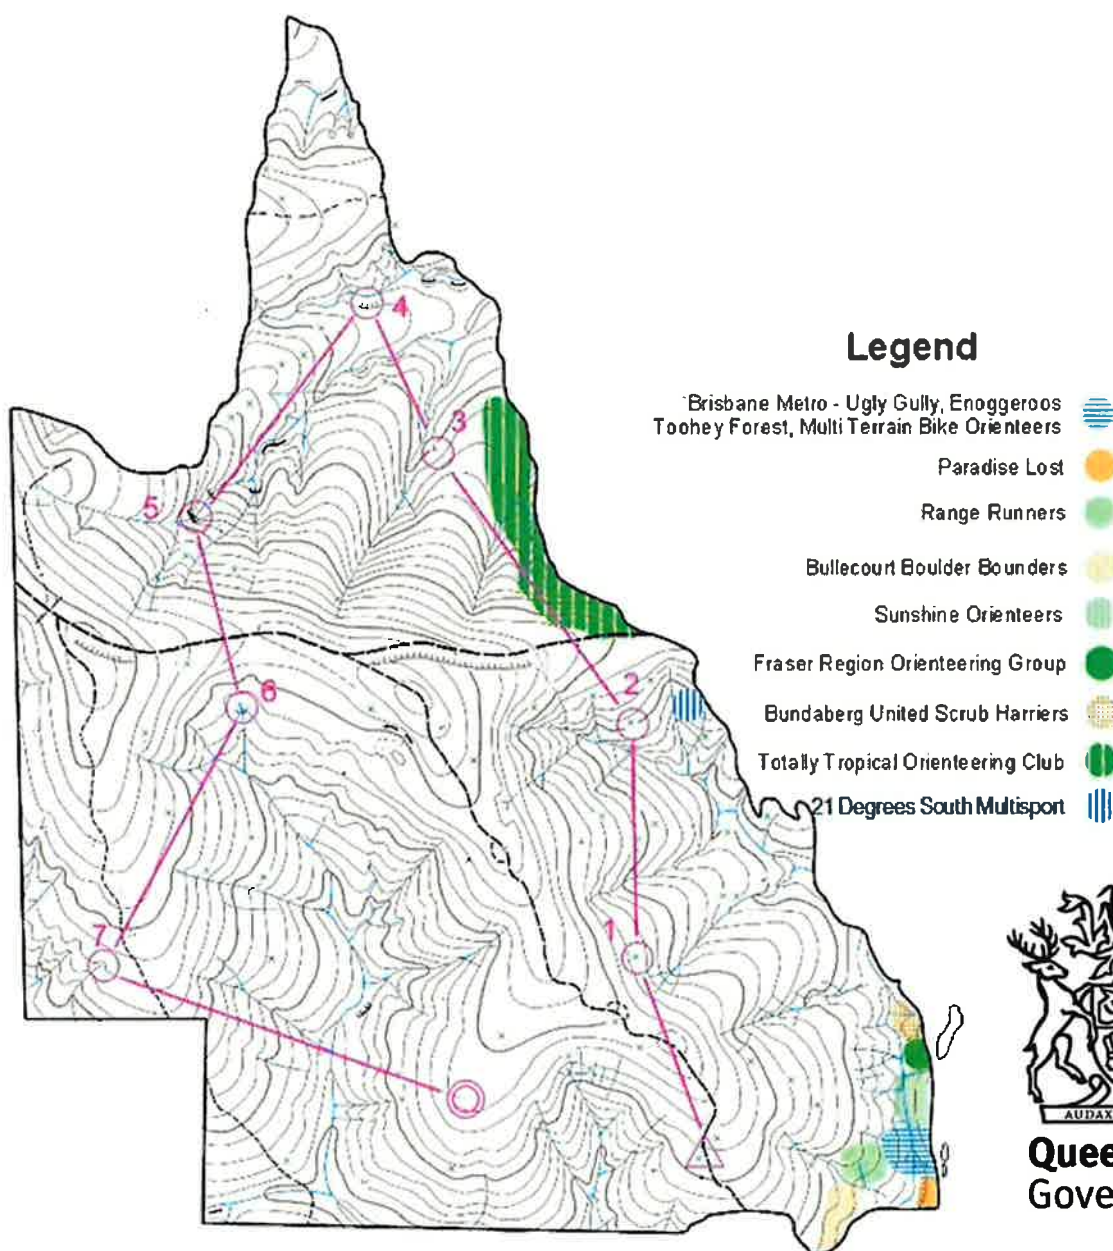 4
3
5
2
6
1
7
Legend
Brisbane Metro - Ugly Gully, Enoggeroos
Toohey Forest, Multi Terrain Bike Orienteers
Paradise Lost
Range Runners
Bullecourt Boulder Bounders
Sunshine Orienteers
Fraser Region Orienteering Group
Bundaberg United Scrub Harriers
Totally Tropical Orienteering Club
21 Degrees South Multisport
AUDAX
Quee
Gove